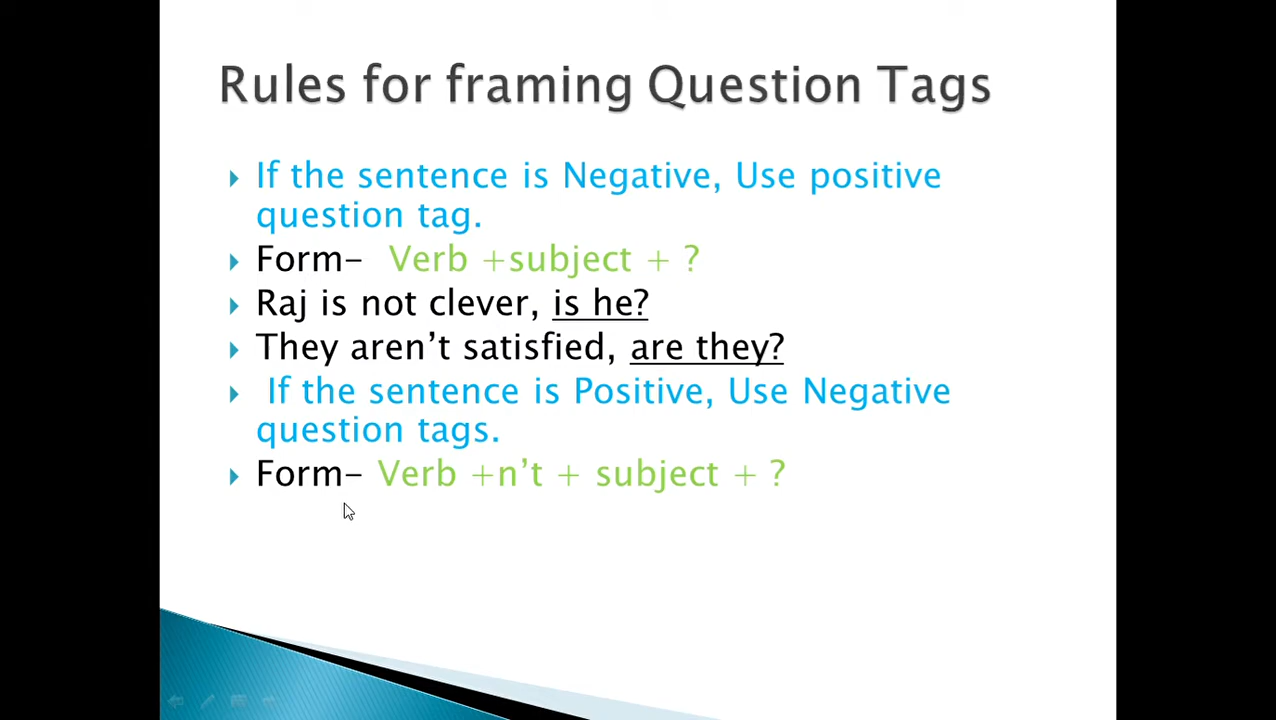 Rules for framing Question Tags
If the sentence is Negative, Use positive
question tag.
Form- Verb +subject + ?
Raj is not clever, is he?
They aren’t satisfied, are they?
If the sentence is Positive, Use Negative
question tags.
Form- Verb +n’t + subject + ?